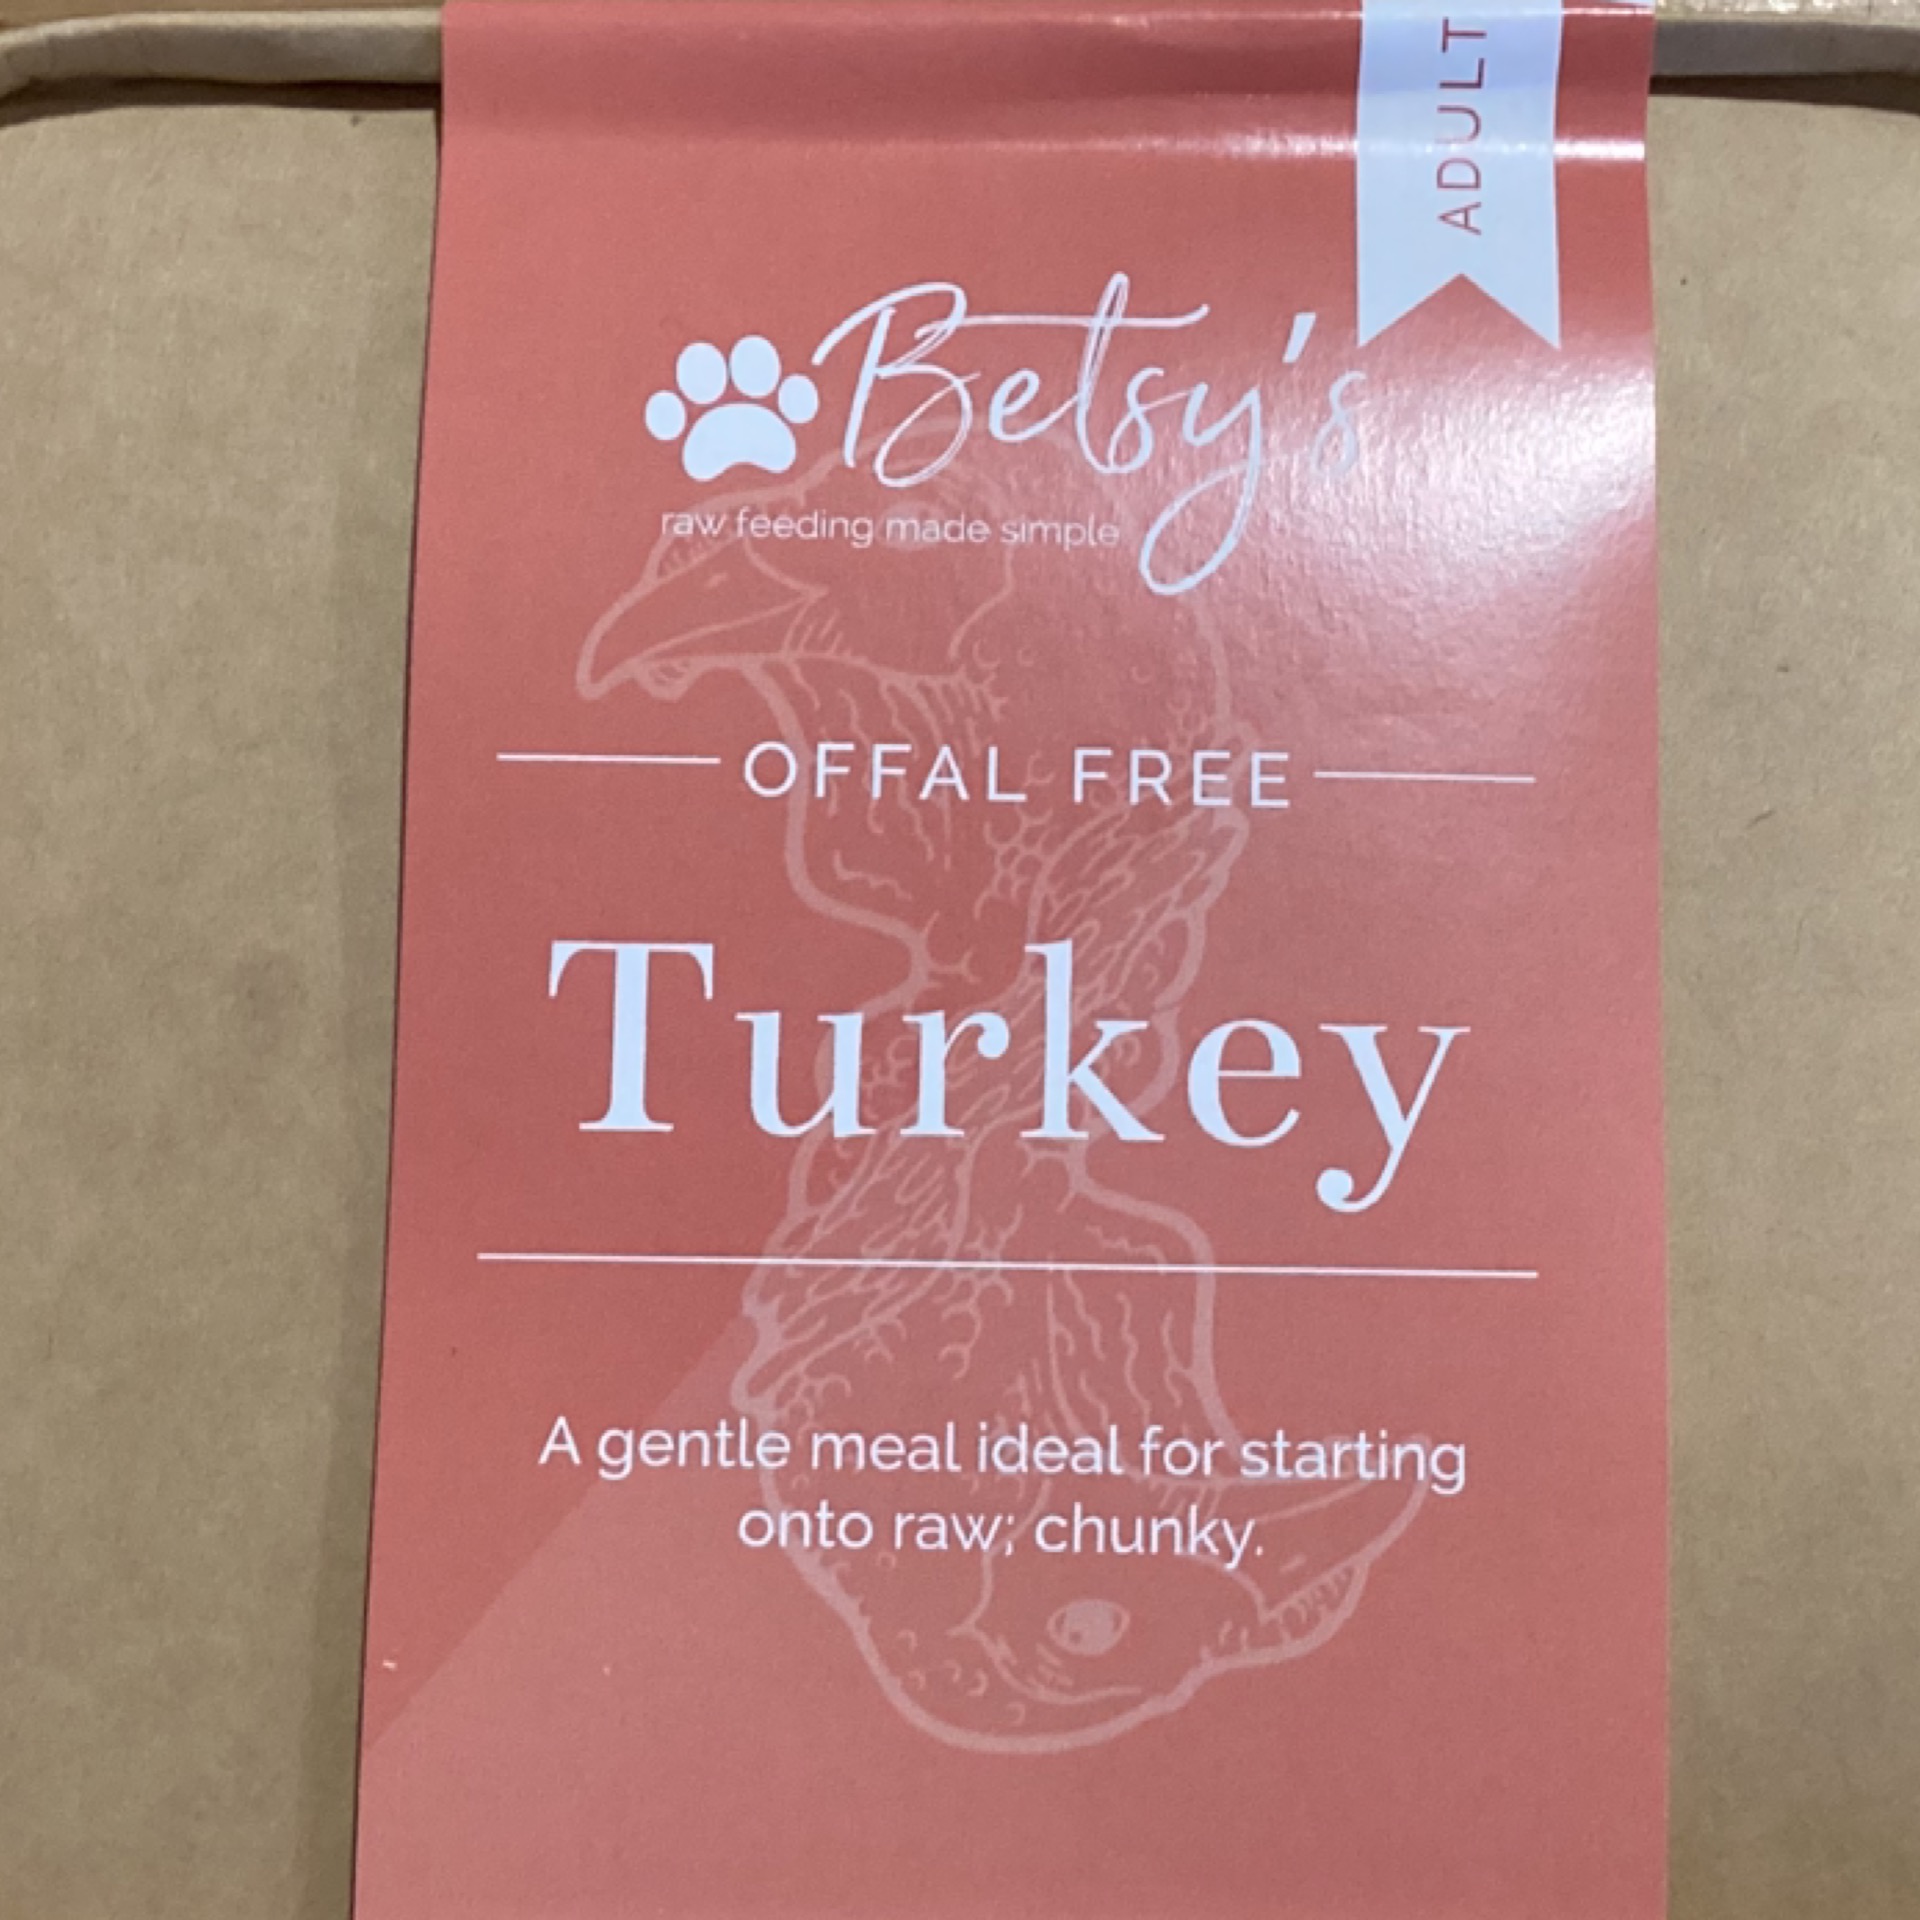 ADULT
Betsy's
raw feeding made simple
OFFAL FREE
Turkey
A gentle meal ideal for starting
onto raw; chunky.